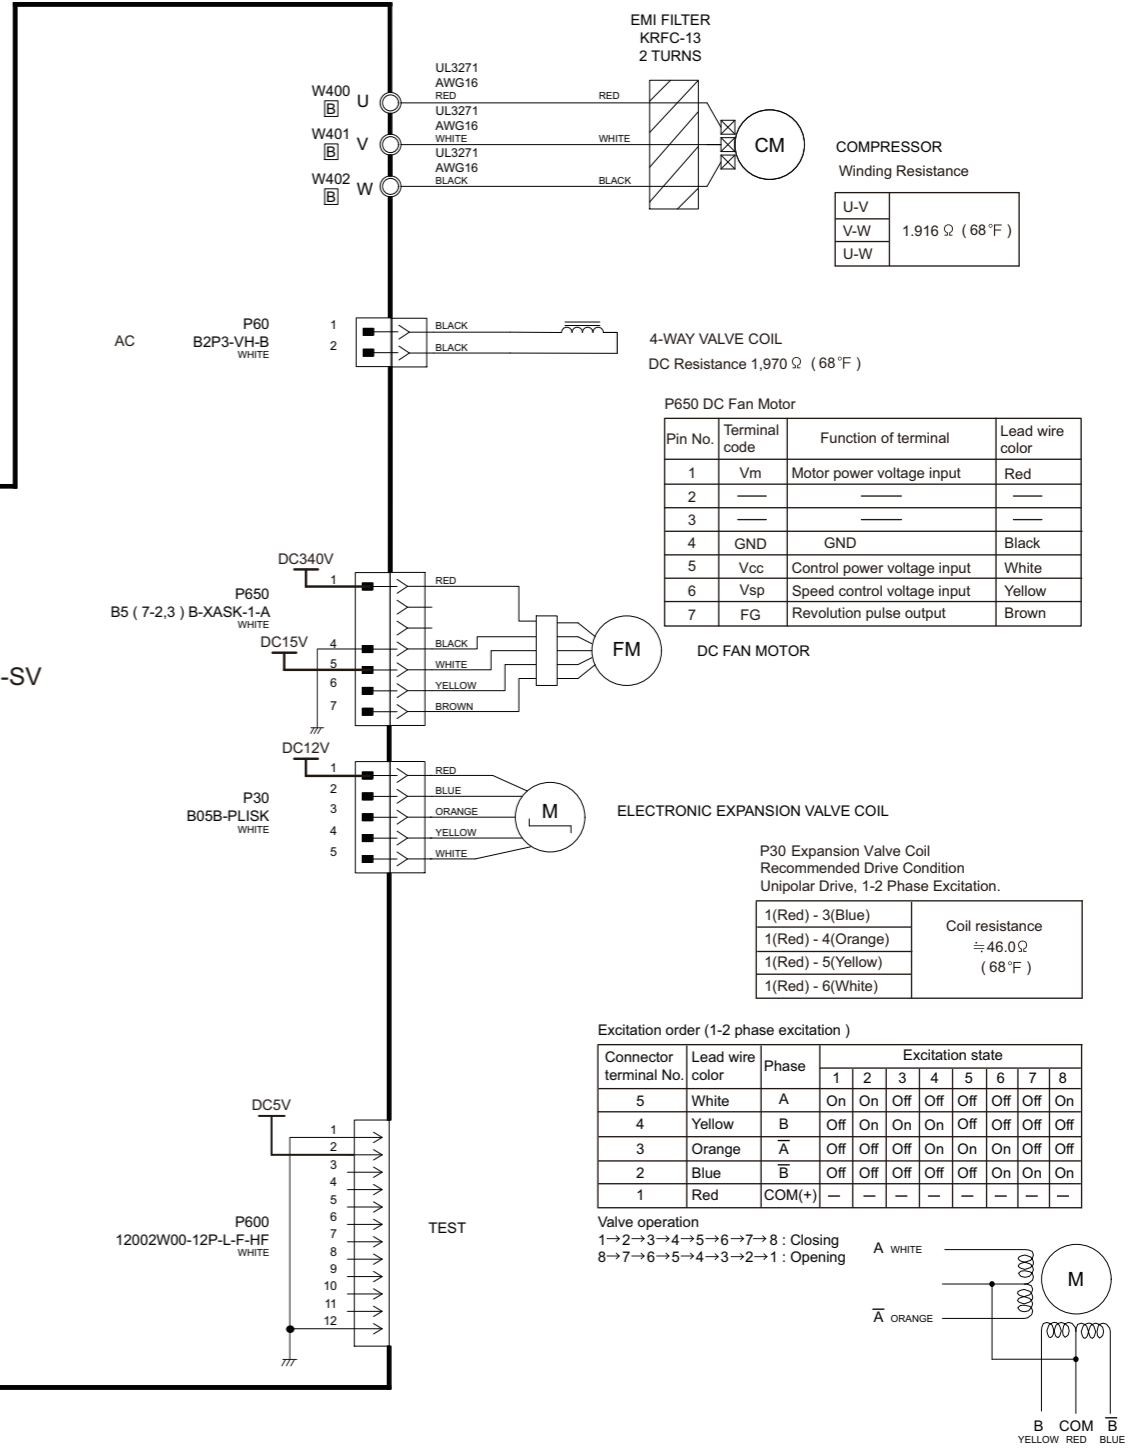 EMI FILTER
KRFC-13
2 TURNS
W400
B
U
UL3271
AWG16
RED
RED
W401
B
V
UL3271
AWG16
WHITE
WHITE
W402
B
W
UL3271
AWG16
BLACK
BLACK
CM
COMPRESSOR
Winding Resistance
U-V
V-W 1.916 Ω ( 68°F )
U-W
AC
P60
B2P3-VH-B
WHITE
1 BLACK
2 BLACK
4-WAY VALVE COIL
DC Resistance 1,970 Ω ( 68°F )
P650 DC Fan Motor
Pin No. Terminal code Function of terminal Lead wire color
1 Vm Motor power voltage input Red
2 — — —
3 — — —
4 GND GND Black
5 Vcc Control power voltage input White
6 Vsp Speed control voltage input Yellow
7 FG Revolution pulse output Brown
DC340V
P650
B5 ( 7-2,3 ) B-XASK-1-A
WHITE
DC15V
1 RED
4 BLACK
5 WHITE
6 YELLOW
7 BROWN
FM
DC FAN MOTOR
-SV
DC12V
P30
B05B-PLISK
WHITE
1 RED
2 BLUE
3 ORANGE
4 YELLOW
5 WHITE
M
ELECTRONIC EXPANSION VALVE COIL
P30 Expansion Valve Coil
Recommended Drive Condition
Unipolar Drive, 1-2 Phase Excitation.
1(Red) - 3(Blue)
1(Red) - 4(Orange)
1(Red) - 5(Yellow)
1(Red) - 6(White)
Coil resistance
≒46.0Ω
( 68°F )
Excitation order (1-2 phase excitation )
Connector terminal No. Lead wire color Phase Excitation state
1 2 3 4 5 6 7 8
5 White A On On Off Off Off Off Off On
4 Yellow B Off On On On Off Off Off Off
3 Orange A̅ Off Off Off On On On Off Off
2 Blue B̅ Off Off Off Off Off On On On
1 Red COM(+) — — — — — — — —
Valve operation
1→2→3→4→5→6→7→8 : Closing
8→7→6→5→4→3→2→1 : Opening
DC5V
P600
12002W00-12P-L-F-HF
WHITE
1
2
3
4
5
6
7
8
9
10
11
12
TEST
A WHITE
A̅ ORANGE
M
B COM B̅
YELLOW RED BLUE